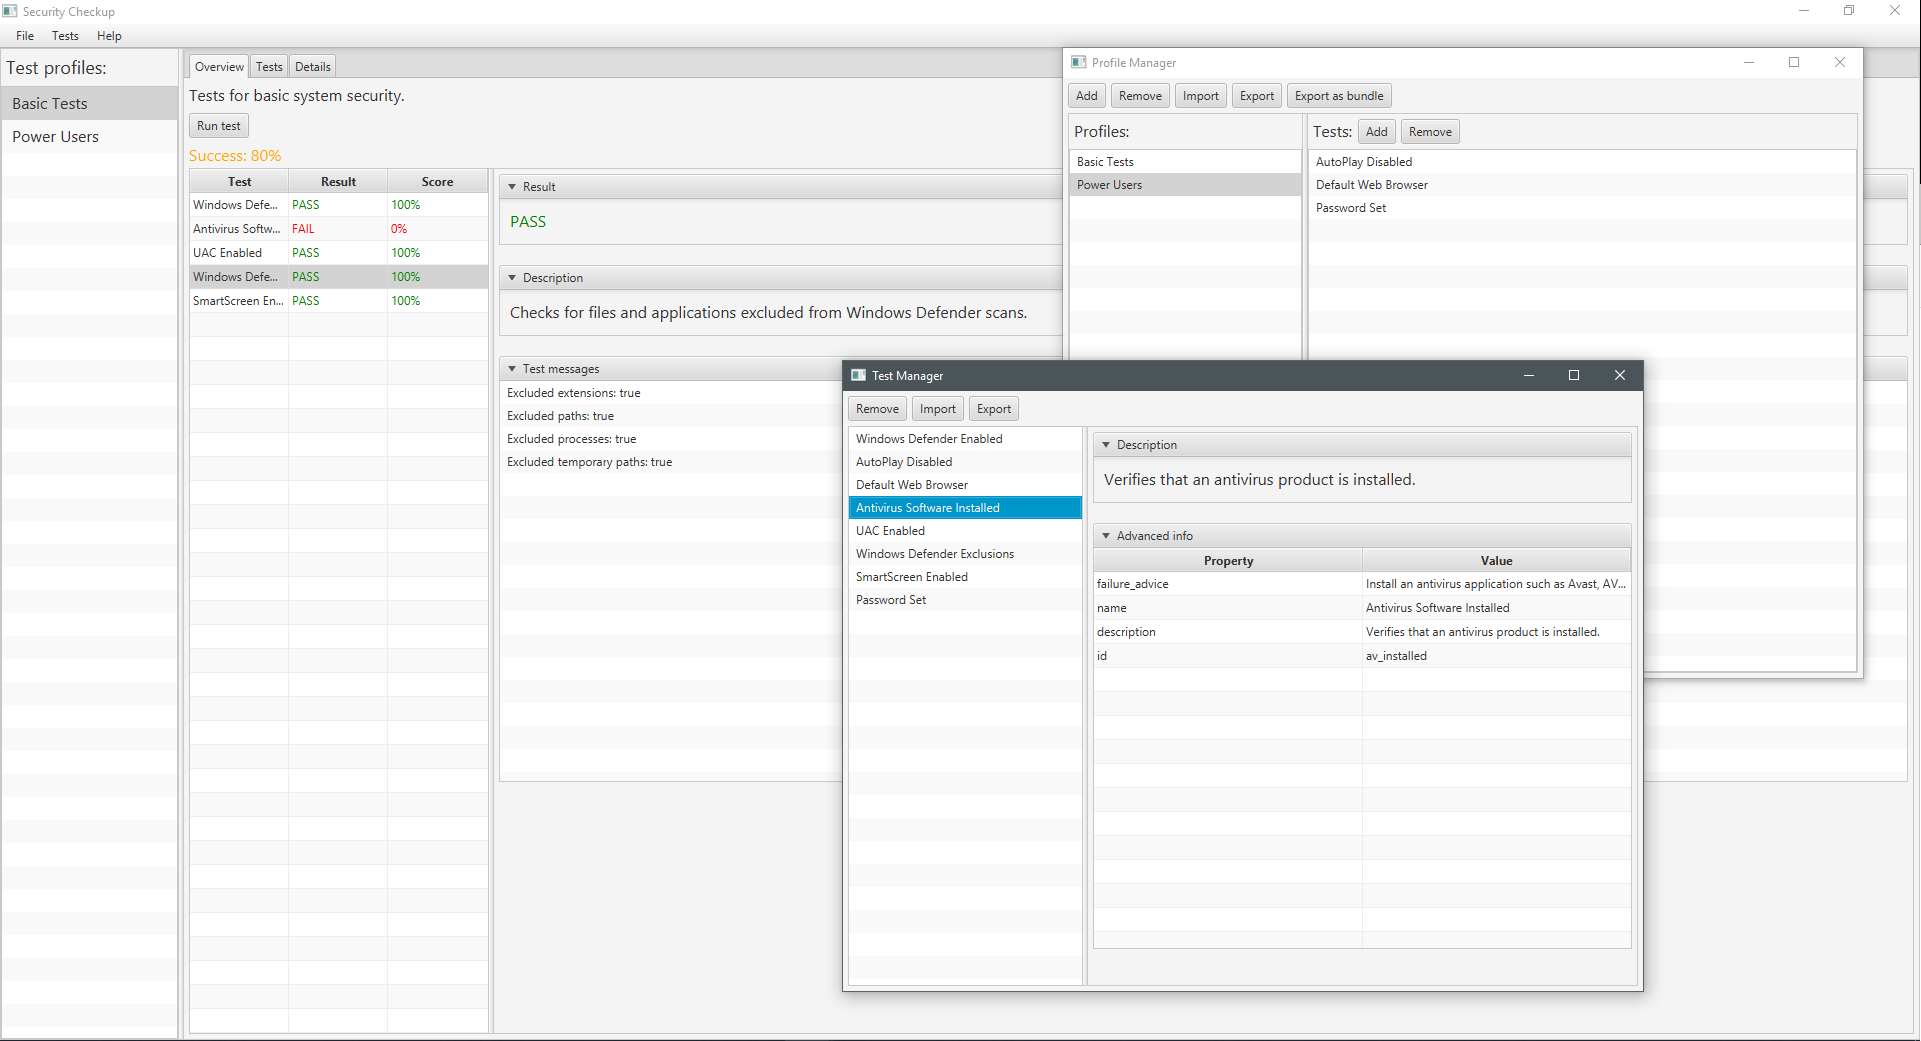 Security Checkup
File Tests Help
Test profiles:
Basic Tests
Power Users
Overview Tests Details
Tests for basic system security.
Run test
Success: 80%
Test Result Score
Windows Defe... PASS 100%
Antivirus Softw... FAIL 0%
UAC Enabled PASS 100%
Windows Defe... PASS 100%
SmartScreen En... PASS 100%
Result
PASS
Description
Checks for files and applications excluded from Windows Defender scans.
Test messages
Excluded extensions: true
Excluded paths: true
Excluded processes: true
Excluded temporary paths: true
Profile Manager
Add Remove Import Export Export as bundle
Profiles:
Basic Tests
Power Users
Tests: Add Remove
AutoPlay Disabled
Default Web Browser
Password Set
Test Manager
Remove Import Export
Windows Defender Enabled
AutoPlay Disabled
Default Web Browser
Antivirus Software Installed
UAC Enabled
Windows Defender Exclusions
SmartScreen Enabled
Password Set
Description
Verifies that an antivirus product is installed.
Advanced info
Property Value
failure_advice Install an antivirus application such as Avast, AV...
name Antivirus Software Installed
description Verifies that an antivirus product is installed.
id av_installed